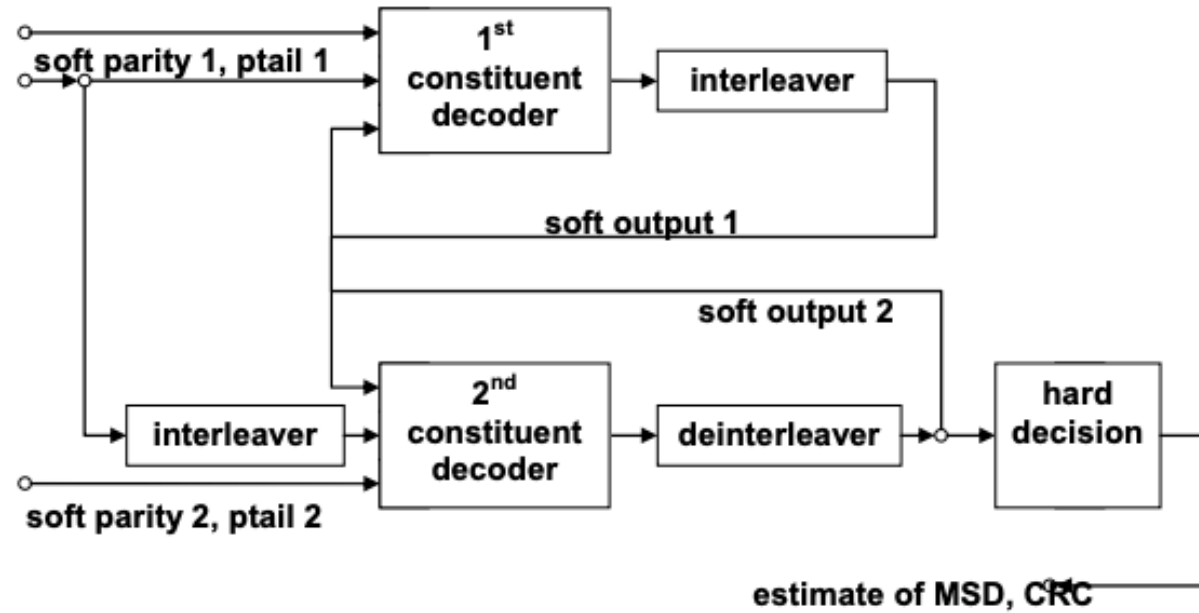 soft parity 1, ptail 1
1st
constituent
decoder
interleaver
soft output 1
soft output 2
interleaver
2nd
constituent
decoder
deinterleaver
hard
decision
soft parity 2, ptail 2
estimate of MSD, CRC